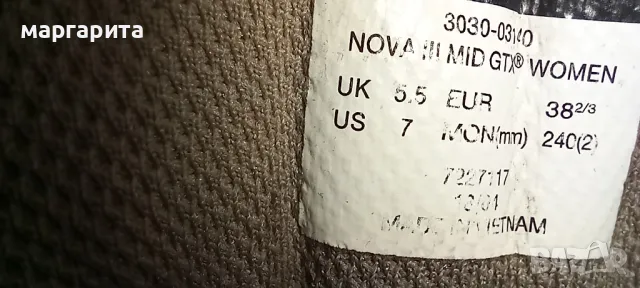 маргарита
3030-03140
NOVA III MID GTX® WOMEN
UK 5.5 EUR 38 2/3
US 7 MON(mm) 240(2)
7227117
MADE IN VIETNAM
BAZAR